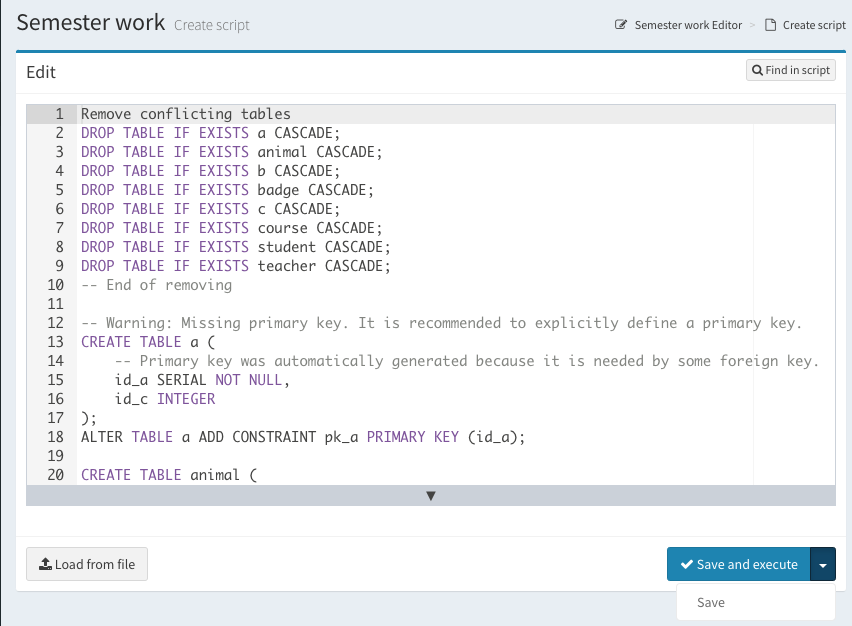 Semester work Create script
Semester work Editor > Create script
Edit
Find in script
1 Remove conflicting tables
2 DROP TABLE IF EXISTS a CASCADE;
3 DROP TABLE IF EXISTS animal CASCADE;
4 DROP TABLE IF EXISTS b CASCADE;
5 DROP TABLE IF EXISTS badge CASCADE;
6 DROP TABLE IF EXISTS c CASCADE;
7 DROP TABLE IF EXISTS course CASCADE;
8 DROP TABLE IF EXISTS student CASCADE;
9 DROP TABLE IF EXISTS teacher CASCADE;
10 -- End of removing
11
12 -- Warning: Missing primary key. It is recommended to explicitly define a primary key.
13 CREATE TABLE a (
14     -- Primary key was automatically generated because it is needed by some foreign key.
15     id_a SERIAL NOT NULL,
16     id_c INTEGER
17 );
18 ALTER TABLE a ADD CONSTRAINT pk_a PRIMARY KEY (id_a);
19
20 CREATE TABLE animal (
Load from file
Save and execute
Save